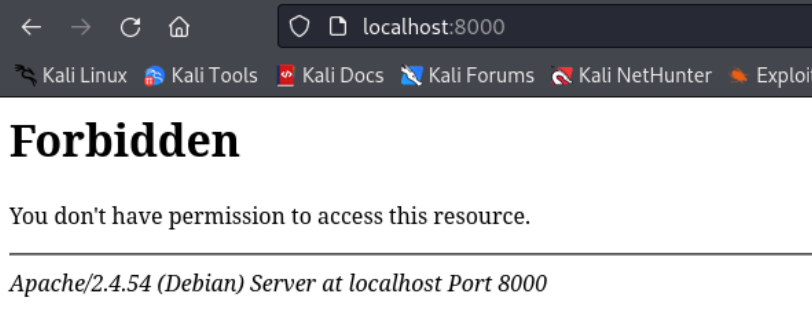 localhost:8000
Kali Linux Kali Tools Kali Docs Kali Forums Kali NetHunter Exploi
Forbidden
You don't have permission to access this resource.
Apache/2.4.54 (Debian) Server at localhost Port 8000